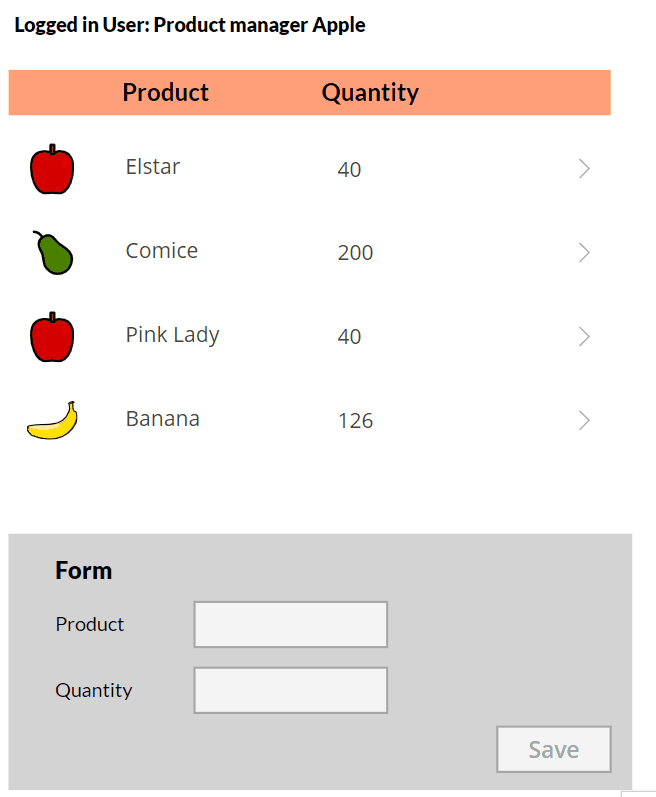 Logged in User: Product manager Apple
Product Quantity
Elstar 40
Comice 200
Pink Lady 40
Banana 126
Form
Product
Quantity
Save